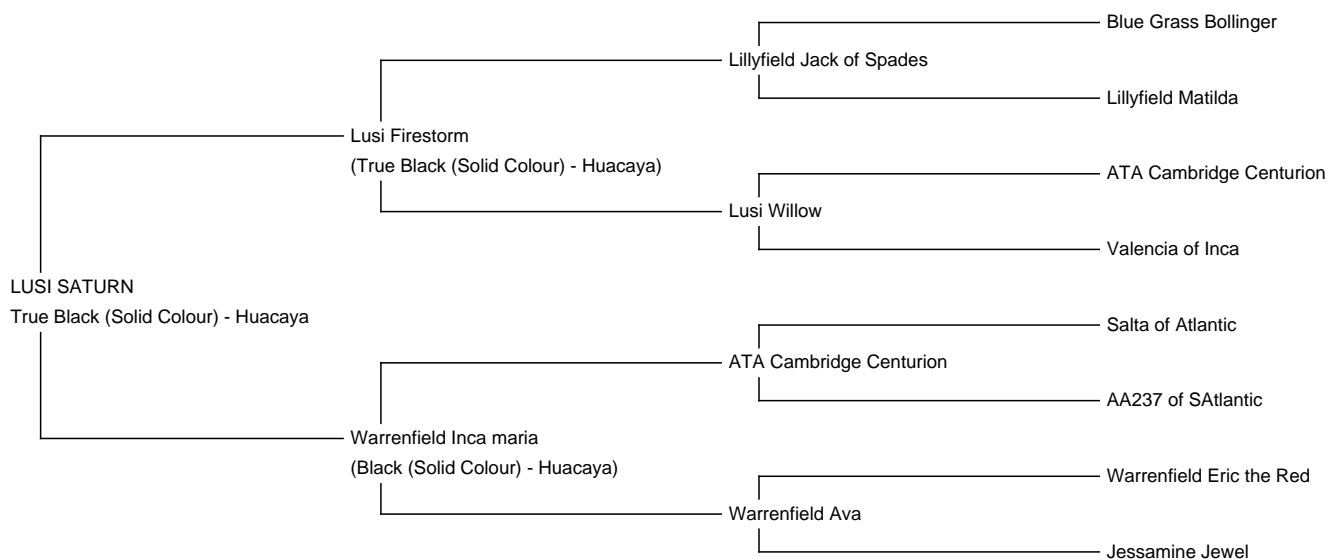 Blue Grass Bollinger
Lillyfield Jack of Spades
Lillyfield Matilda
Lusi Firestorm
(True Black (Solid Colour) - Huacaya)
ATA Cambridge Centurion
Lusi Willow
Valencia of Inca
LUSI SATURN
True Black (Solid Colour) - Huacaya
Salta of Atlantic
ATA Cambridge Centurion
AA237 of SAtlantic
Warrenfield Inca maria
(Black (Solid Colour) - Huacaya)
Warrenfield Eric the Red
Warrenfield Ava
Jessamine Jewel